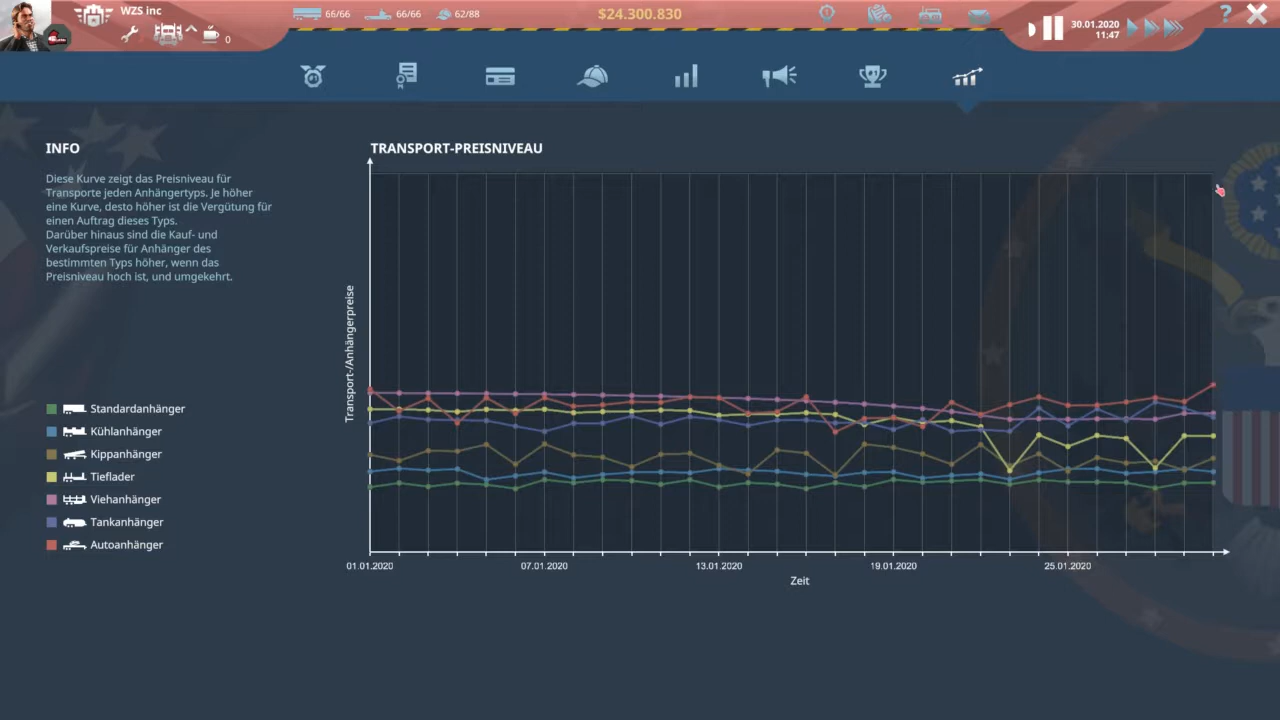 WZS inc
0
66/66
66/66
62/88
$24.300.830
30.01.2020
11:47
?
INFO
Diese Kurve zeigt das Preisniveau für
Transporte jeden Anhängertyps. Je höher
eine Kurve, desto höher ist die Vergütung für
einen Auftrag dieses Typs.
Darüber hinaus sind die Kauf- und
Verkaufspreise für Anhänger des
bestimmten Typs höher, wenn das
Preisniveau hoch ist, und umgekehrt.
Standardanhänger
Kühlanhänger
Kippanhänger
Tieflader
Viehanhänger
Tankanhänger
Autoanhänger
TRANSPORT-PREISNIVEAU
Transport-/Anhängerpreise
01.01.2020
07.01.2020
13.01.2020
19.01.2020
25.01.2020
Zeit